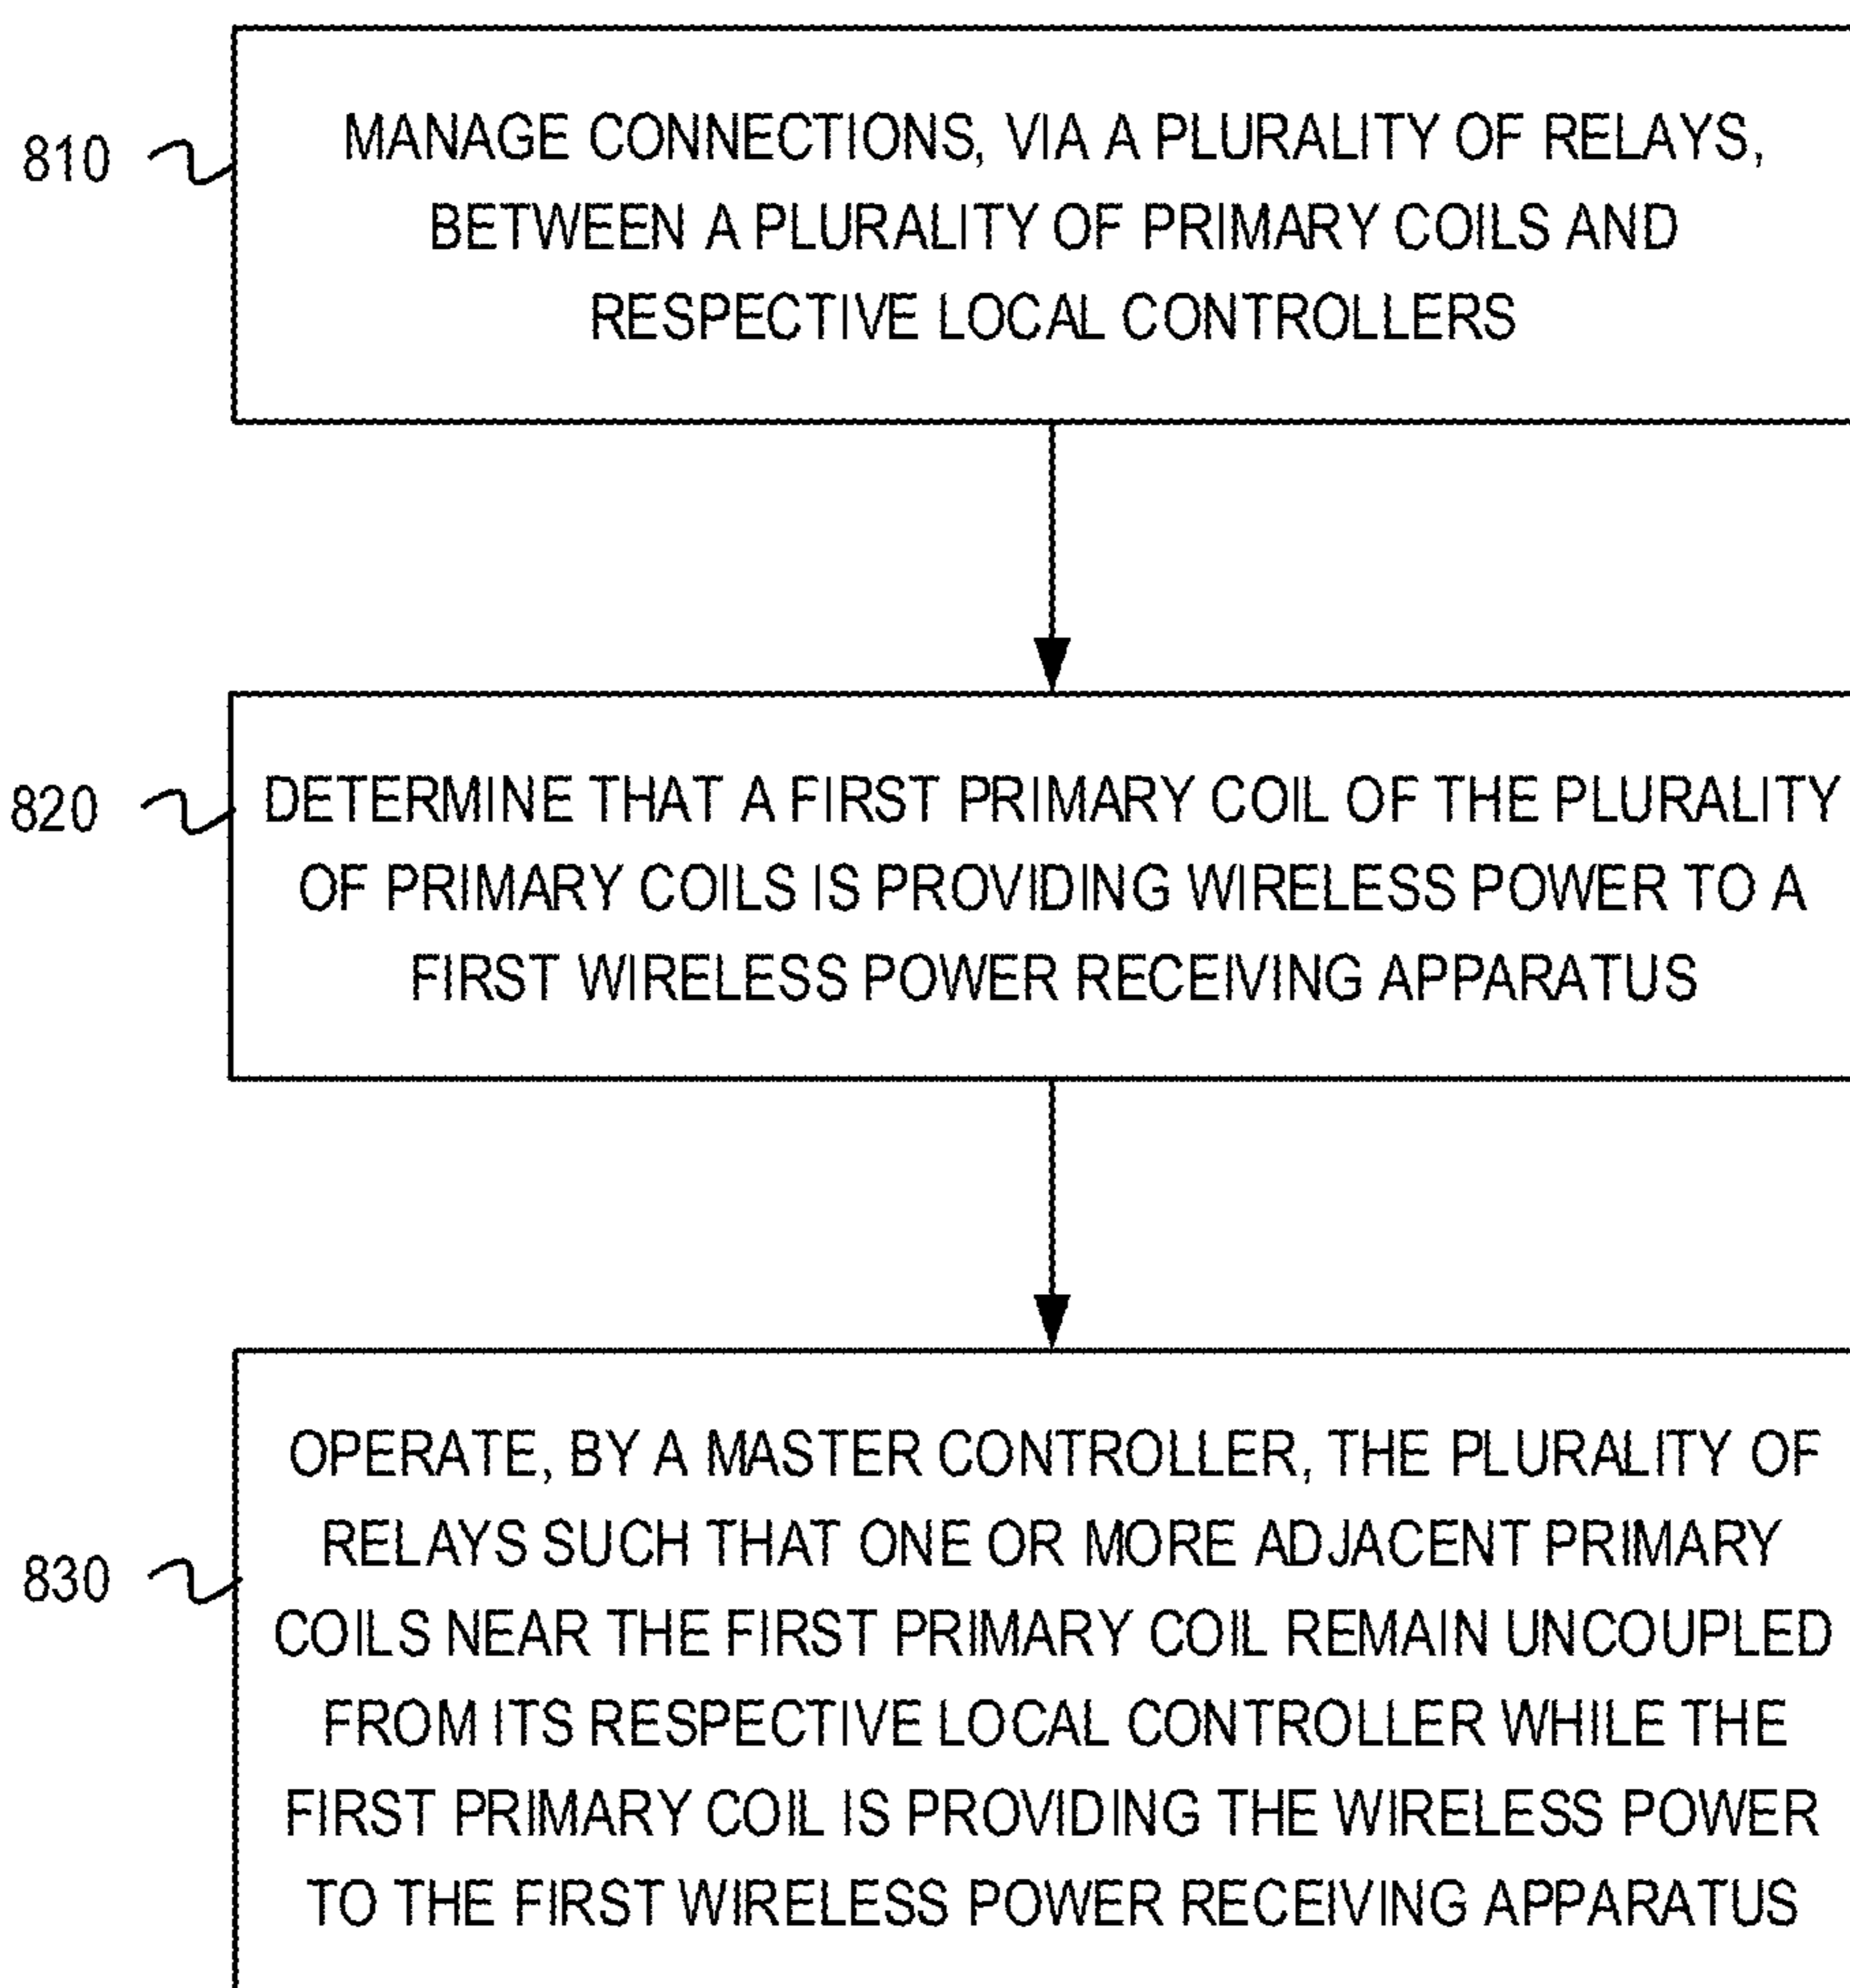 810
MANAGE CONNECTIONS, VIA A PLURALITY OF RELAYS,
BETWEEN A PLURALITY OF PRIMARY COILS AND
RESPECTIVE LOCAL CONTROLLERS
820
DETERMINE THAT A FIRST PRIMARY COIL OF THE PLURALITY
OF PRIMARY COILS IS PROVIDING WIRELESS POWER TO A
FIRST WIRELESS POWER RECEIVING APPARATUS
830
OPERATE, BY A MASTER CONTROLLER, THE PLURALITY OF
RELAYS SUCH THAT ONE OR MORE ADJACENT PRIMARY
COILS NEAR THE FIRST PRIMARY COIL REMAIN UNCOUPLED
FROM ITS RESPECTIVE LOCAL CONTROLLER WHILE THE
FIRST PRIMARY COIL IS PROVIDING THE WIRELESS POWER
TO THE FIRST WIRELESS POWER RECEIVING APPARATUS